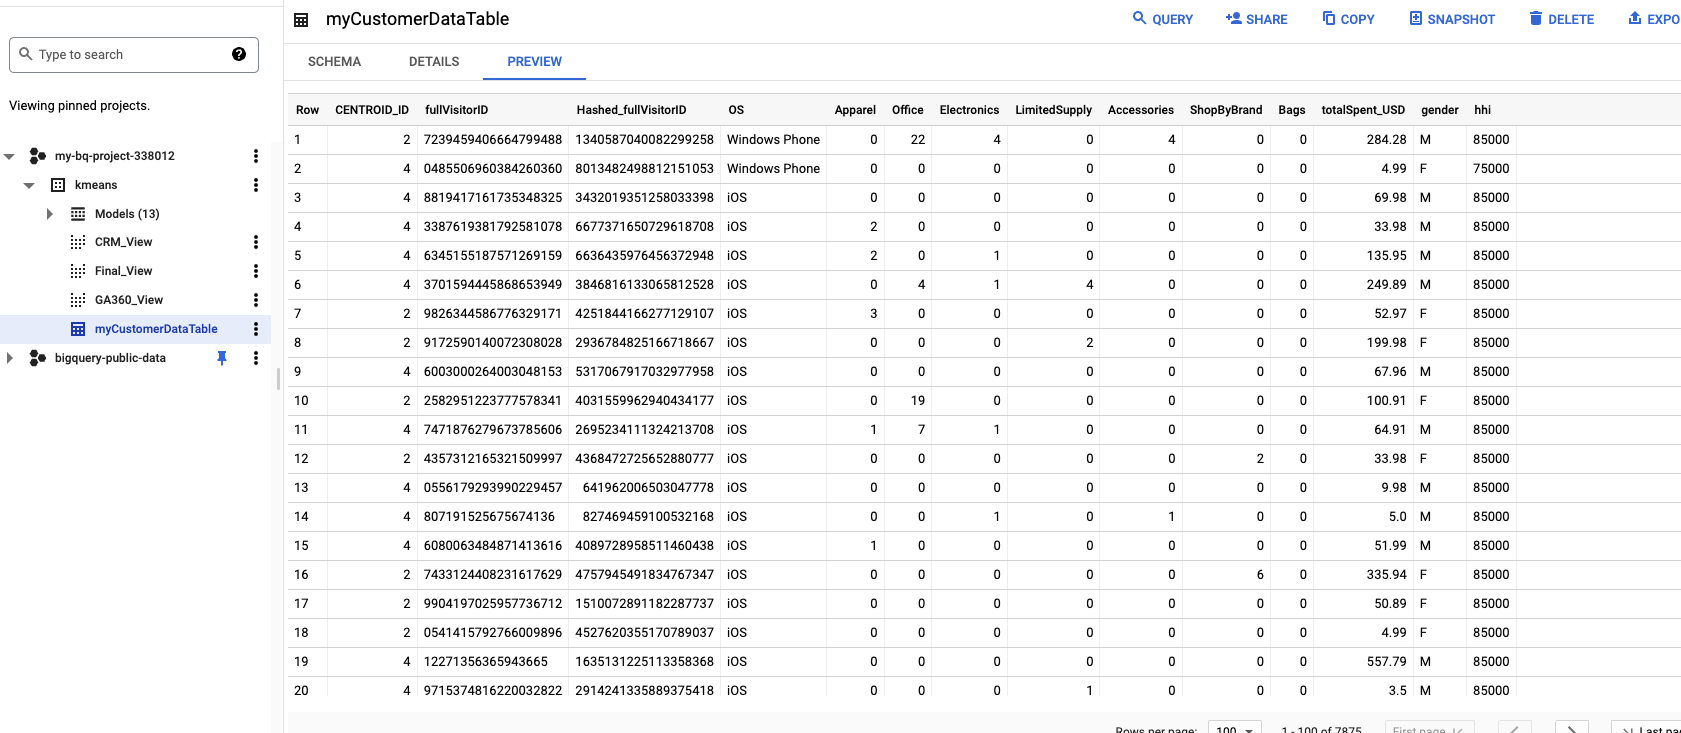 myCustomerDataTable
QUERY SHARE COPY SNAPSHOT DELETE EXPO
Type to search
Viewing pinned projects.
my-bq-project-338012
kmeans
Models (13)
CRM_View
Final_View
GA360_View
myCustomerDataTable
bigquery-public-data
SCHEMA DETAILS PREVIEW
Row CENTROID_ID fullVisitorID Hashed_fullVisitorID OS Apparel Office Electronics LimitedSupply Accessories ShopByBrand Bags totalSpent_USD gender hhi
1 2 7239459406664799488 1340587040082299258 Windows Phone 0 22 4 0 4 0 0 284.28 M 85000
2 4 0485506960384260360 8013482498812151053 Windows Phone 0 0 0 0 0 0 0 4.99 F 75000
3 4 8819417161735348325 3432019351258033398 iOS 0 0 0 0 0 0 0 69.98 M 85000
4 4 3387619381792581078 6677371650729618708 iOS 2 0 0 0 0 0 0 33.98 M 85000
5 4 6345155187571269159 6636435976456372948 iOS 2 0 1 0 0 0 0 135.95 M 85000
6 4 3701594445868653949 3846816133065812528 iOS 0 4 1 4 0 0 0 249.89 M 85000
7 2 9826344586776329171 4251844166277129107 iOS 3 0 0 0 0 0 0 52.97 F 85000
8 2 9172590140072308028 2936784825166718667 iOS 0 0 0 2 0 0 0 199.98 F 85000
9 4 6003000264003048153 5317067917032977958 iOS 0 0 0 0 0 0 0 67.96 M 85000
10 2 2582951223777578341 4031559962940434177 iOS 0 19 0 0 0 0 0 100.91 F 85000
11 4 7471876279673785606 2695234111324213708 iOS 1 7 1 0 0 0 0 64.91 M 85000
12 2 4357312165321509997 4368472725652880777 iOS 0 0 0 0 0 2 0 33.98 F 85000
13 4 0556179293990229457 641962006503047778 iOS 0 0 0 0 0 0 0 9.98 M 85000
14 4 807191525675674136 827469459100532168 iOS 0 0 1 0 1 0 0 5.0 M 85000
15 4 6080063484871413616 4089728958511460438 iOS 1 0 0 0 0 0 0 51.99 M 85000
16 2 7433124408231617629 4757945491834767347 iOS 0 0 0 0 0 6 0 335.94 F 85000
17 2 9904197025957736712 1510072891182287737 iOS 0 0 0 0 0 0 0 50.89 F 85000
18 2 0541415792766009896 4527620355170789037 iOS 0 0 0 0 0 0 0 4.99 F 85000
19 4 12271356365943665 1635131225113358368 iOS 0 0 0 0 0 0 0 557.79 M 85000
20 4 9715374816220032822 2914241335889375418 iOS 0 0 0 1 0 0 0 3.5 M 85000
Rows per page: 100 1 - 100 of 7875 First page Last pa